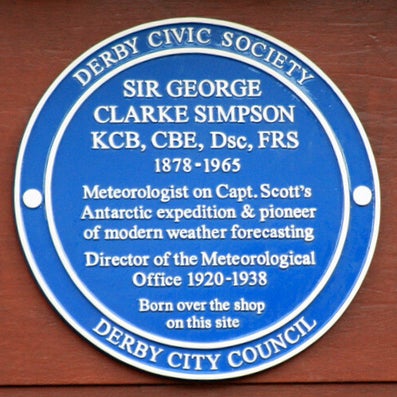 DERBY CIVIC SOCIETY
SIR GEORGE
CLARKE SIMPSON
KCB, CBE, Dsc, FRS
1878-1965
Meteorologist on Capt. Scott's
Antarctic expedition & pioneer
of modern weather forecasting
Director of the Meteorological
Office 1920-1938
Born over the shop
on this site
DERBY CITY COUNCIL